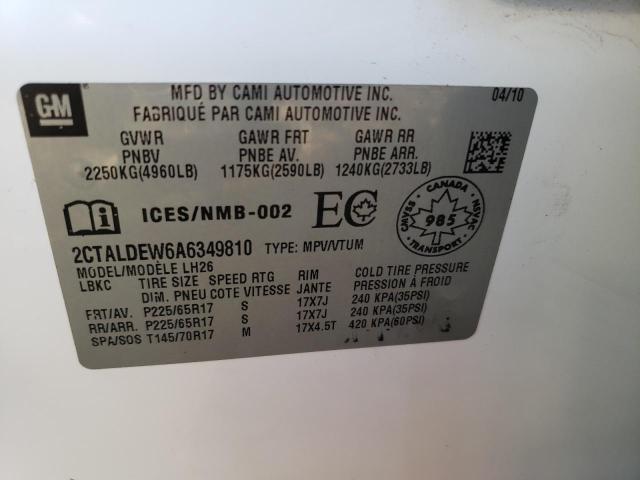 GM
MFD BY CAMI AUTOMOTIVE INC. 04/10
FABRIQUÉ PAR CAMI AUTOMOTIVE INC.
GVWR GAWR FRT GAWR RR
PNBV PNBE AV. PNBE ARR.
2250KG(4960LB) 1175KG(2590LB) 1240KG(2733LB)
ICES/NMB-002 EC
CANADA CMVSS 985 NSVAC
2CTALDEW6A6349810 TYPE: MPV/VTUM
MODEL/MODÈLE LH26
LBKC TIRE SIZE SPEED RTG RIM COLD TIRE PRESSURE
DIM. PNEU COTE VITESSE JANTE PRESSION À FROID
FRT/AV. P225/65R17 S 17X7J 240 KPA(35PSI)
RR/ARR. P225/65R17 S 17X7J 240 KPA(35PSI)
SPA/SOS T145/70R17 M 17X4.5T 420 KPA(60PSI)